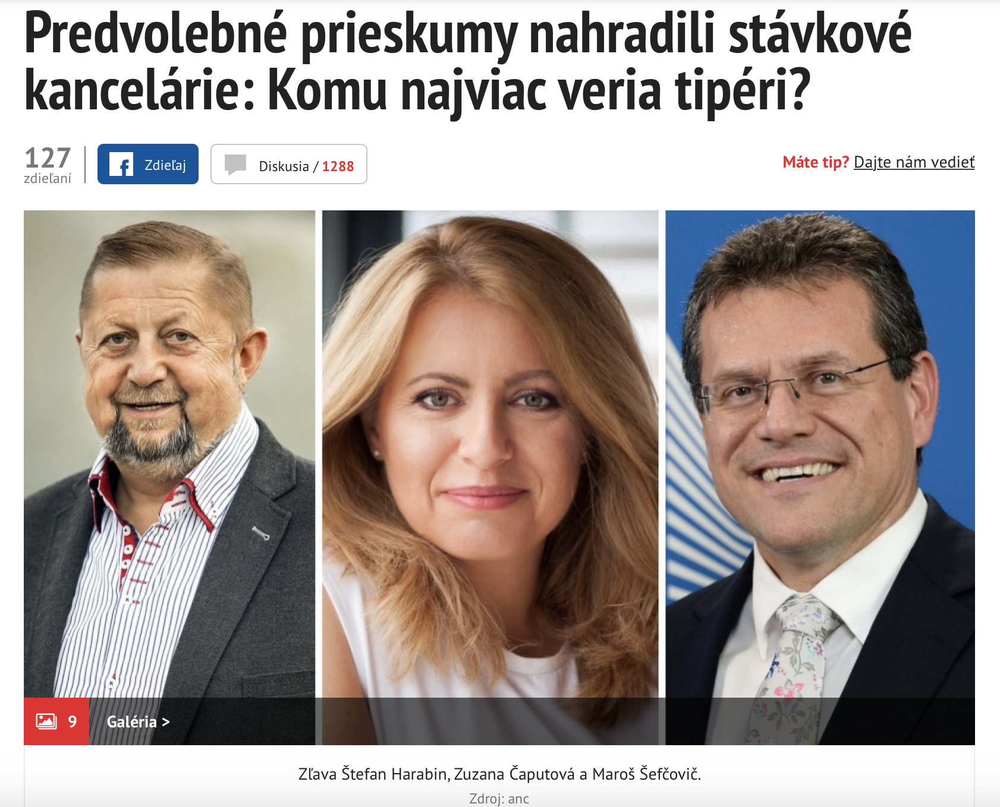 Predvolebné prieskumy nahradili stávkové
kancelárie: Komu najviac veria tipéri?
127
zdieľaní
Zdieľaj
Diskusia / 1288
Máte tip? Dajte nám vedieť
9
Galéria >
Zľava Štefan Harabin, Zuzana Čaputová a Maroš Šefčovič.
Zdroj: anc